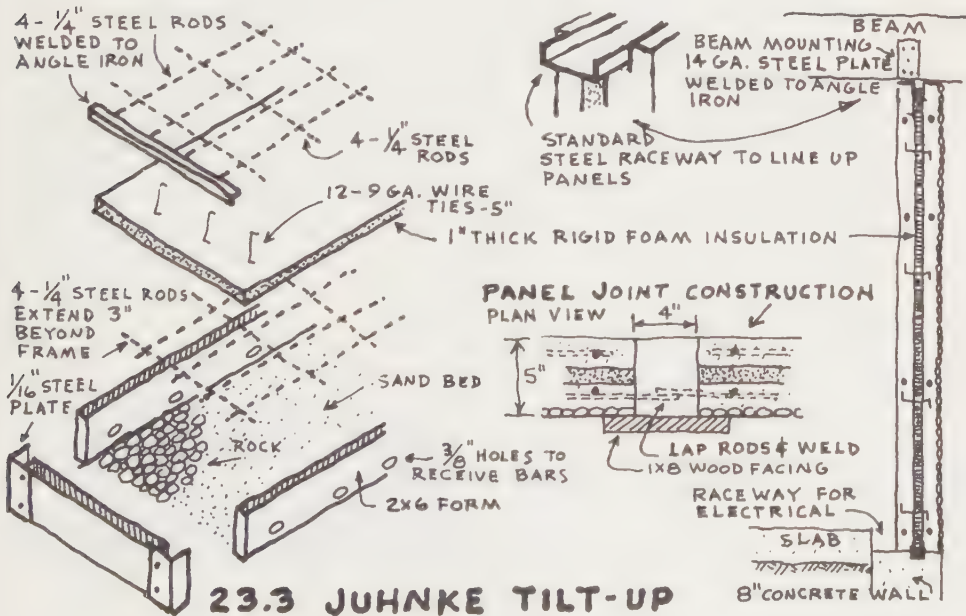 4-1/4" STEEL RODS
WELDED TO
ANGLE IRON
4-1/4" STEEL
RODS
12-9 GA. WIRE
TIES-5"
1" THICK RIGID FOAM INSULATION
4-1/4" STEEL RODS
EXTEND 3"
BEYOND
FRAME
1/16" STEEL
PLATE
SAND BED
ROCK
3/8" HOLES TO
RECEIVE BARS
2X6 FORM
BEAM
BEAM MOUNTING
14 GA. STEEL PLATE
WELDED TO ANGLE
IRON
STANDARD
STEEL RACEWAY TO LINE UP
PANELS
PANEL JOINT CONSTRUCTION
PLAN VIEW
4"
5"
LAP RODS & WELD
1X8 WOOD FACING
RACEWAY FOR
ELECTRICAL
SLAB
8" CONCRETE WALL
23.3 JUHNKE TILT-UP